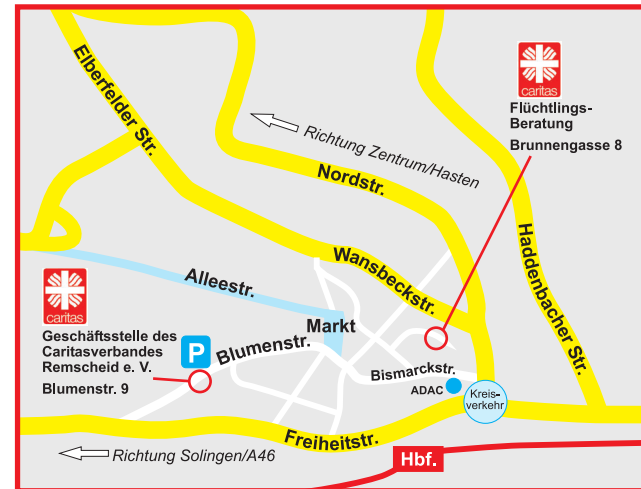 Elberfelder Str.
caritas
Flüchtlings-
Beratung
Brunnengasse 8
Richtung Zentrum/Hasten
Nordstr.
Haddenbacher Str.
Wansbeckstr.
Alleestr.
caritas
Geschäftsstelle des
Caritasverbandes
Remscheid e. V.
Blumenstr. 9
P
Blumenstr.
Markt
Bismarckstr.
ADAC
Kreis-
verkehr
Freiheitstr.
Hbf.
Richtung Solingen/A46